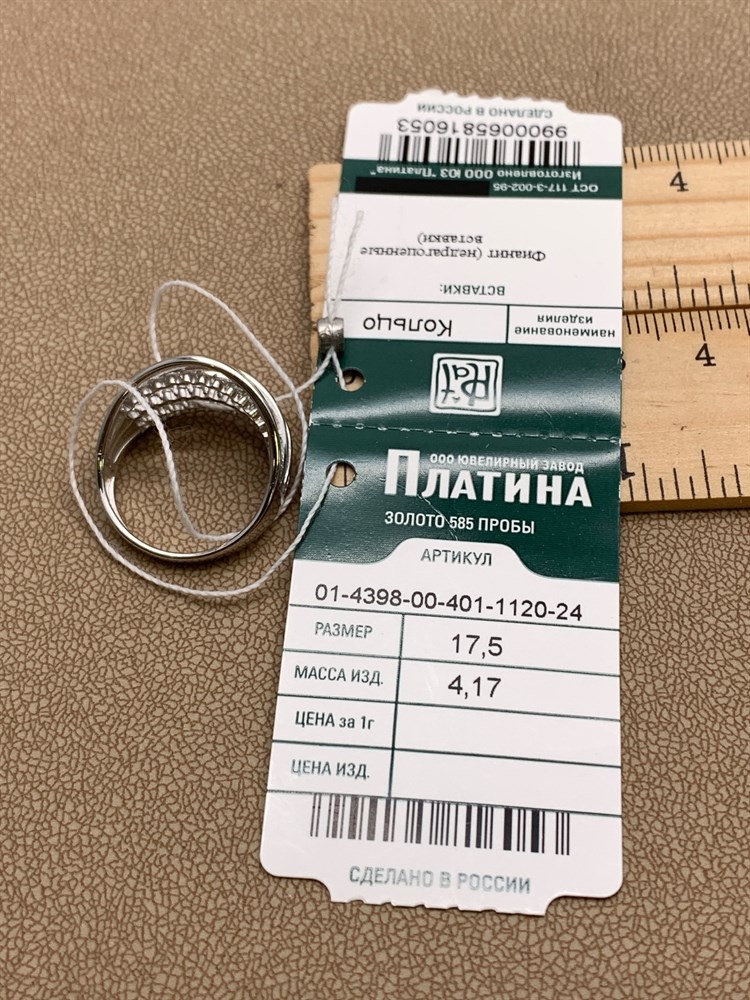 СДЕЛАНО В РОССИИ
9900065816053
Изготовлено ООО ЮЗ "Платина"
ОСТ 117-3-002-95
Фианит (недрагоценные
вставки)
ВСТАВКИ:
наименование
изделия
Кольцо
Plat
ООО ЮВЕЛИРНЫЙ ЗАВОД
ПЛАТИНА
ЗОЛОТО 585 ПРОБЫ
АРТИКУЛ
01-4398-00-401-1120-24
РАЗМЕР 17,5
МАССА ИЗД. 4,17
ЦЕНА за 1г
ЦЕНА ИЗД.
СДЕЛАНО В РОССИИ
4
4